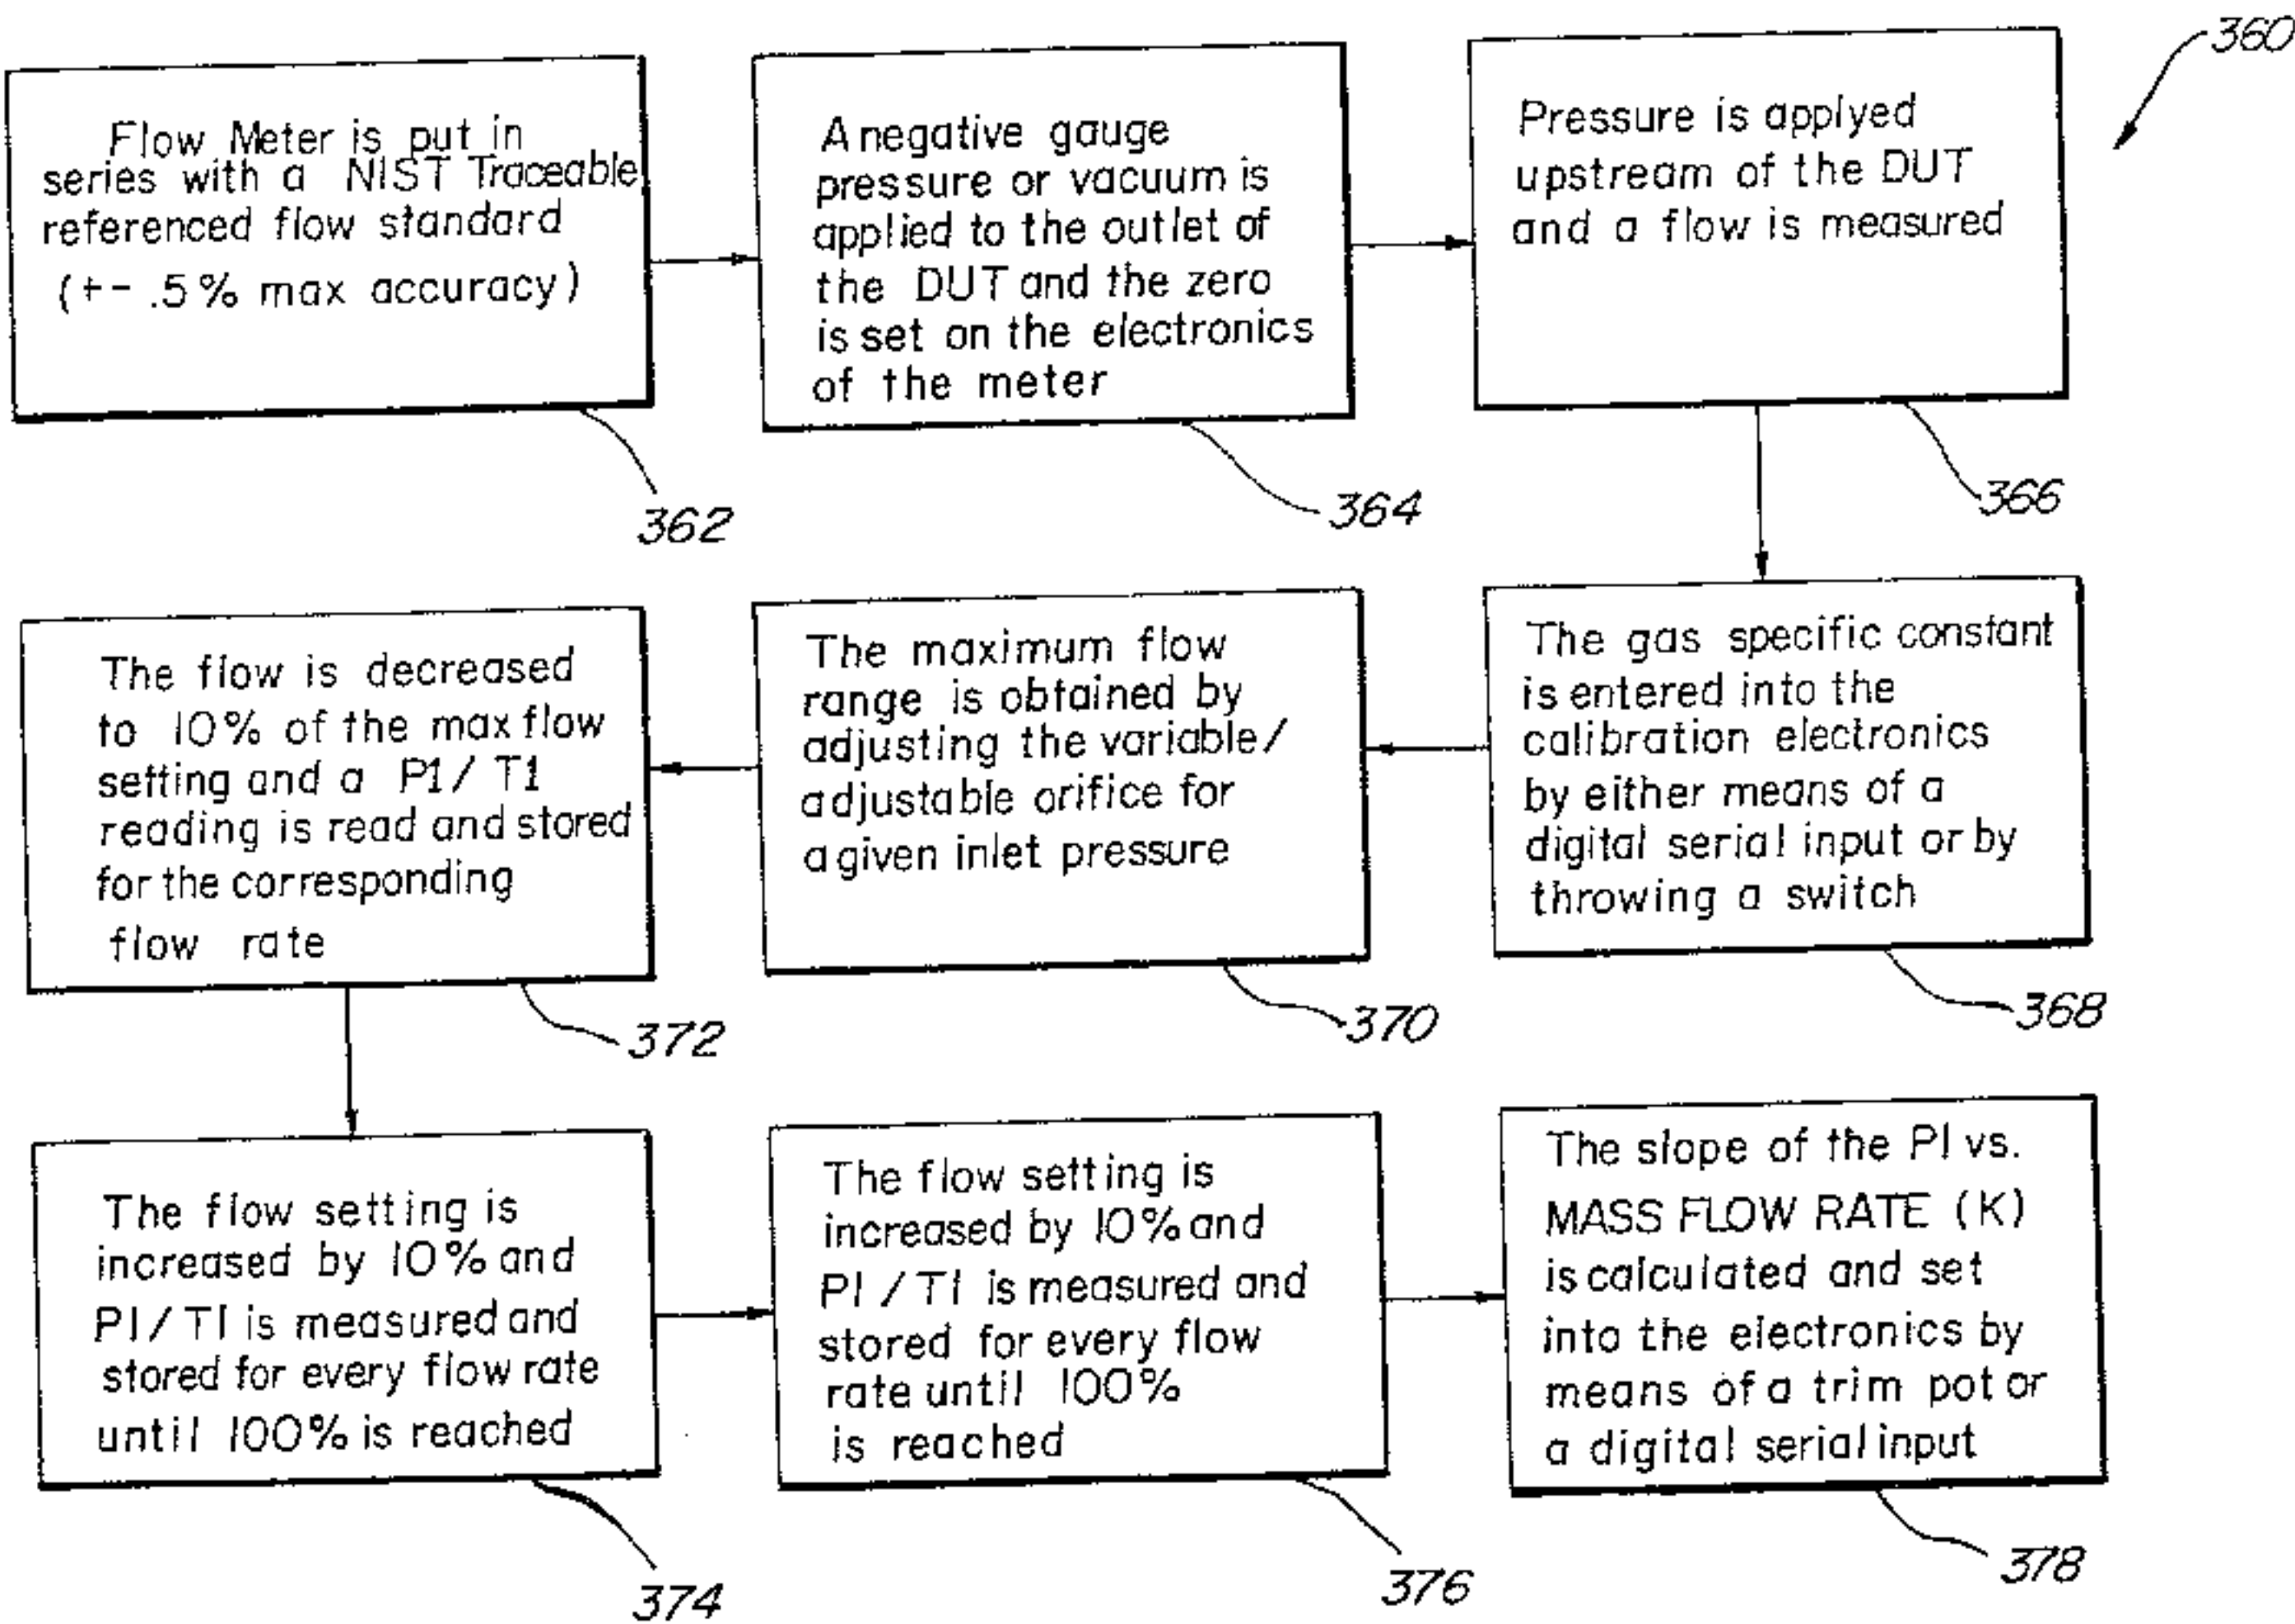 360
Flow Meter is put in
series with a NIST Traceable
referenced flow standard
(+- .5% max accuracy)
362
A negative gauge
pressure or vacuum is
applied to the outlet of
the DUT and the zero
is set on the electronics
of the meter
364
Pressure is applyed
upstream of the DUT
and a flow is measured
366
The gas specific constant
is entered into the
calibration electronics
by either means of a
digital serial input or by
throwing a switch
368
The maximum flow
range is obtained by
adjusting the variable/
adjustable orifice for
a given inlet pressure
370
The flow is decreased
to 10% of the max flow
setting and a P1/T1
reading is read and stored
for the corresponding
flow rate
372
The flow setting is
increased by 10% and
P1/T1 is measured and
stored for every flow rate
until 100% is reached
374
The flow setting is
increased by 10% and
P1/T1 is measured and
stored for every flow
rate until 100%
is reached
376
The slope of the P1 vs.
MASS FLOW RATE (K)
is calculated and set
into the electronics by
means of a trim pot or
a digital serial input
378